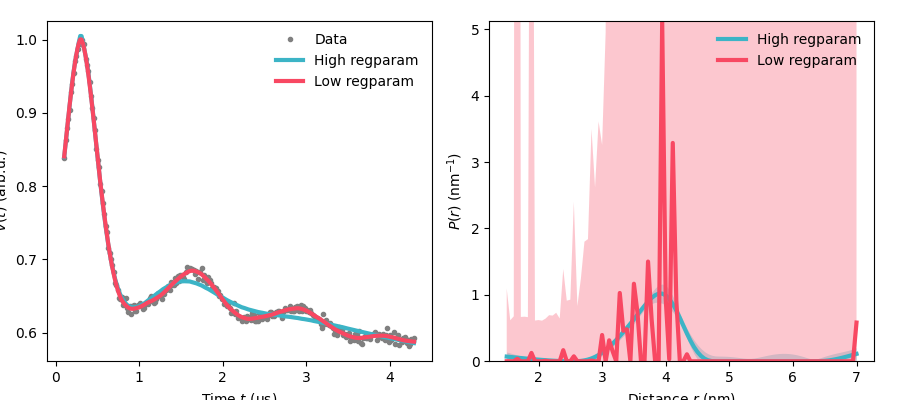 Data
High regparam
Low regparam
1.0
0.9
0.8
0.7
0.6
0 1 2 3 4
Time t (μs)
V(t) (arb.u.)
High regparam
Low regparam
5
4
3
2
1
0
2 3 4 5 6 7
Distance r (nm)
P(r) (nm⁻¹)